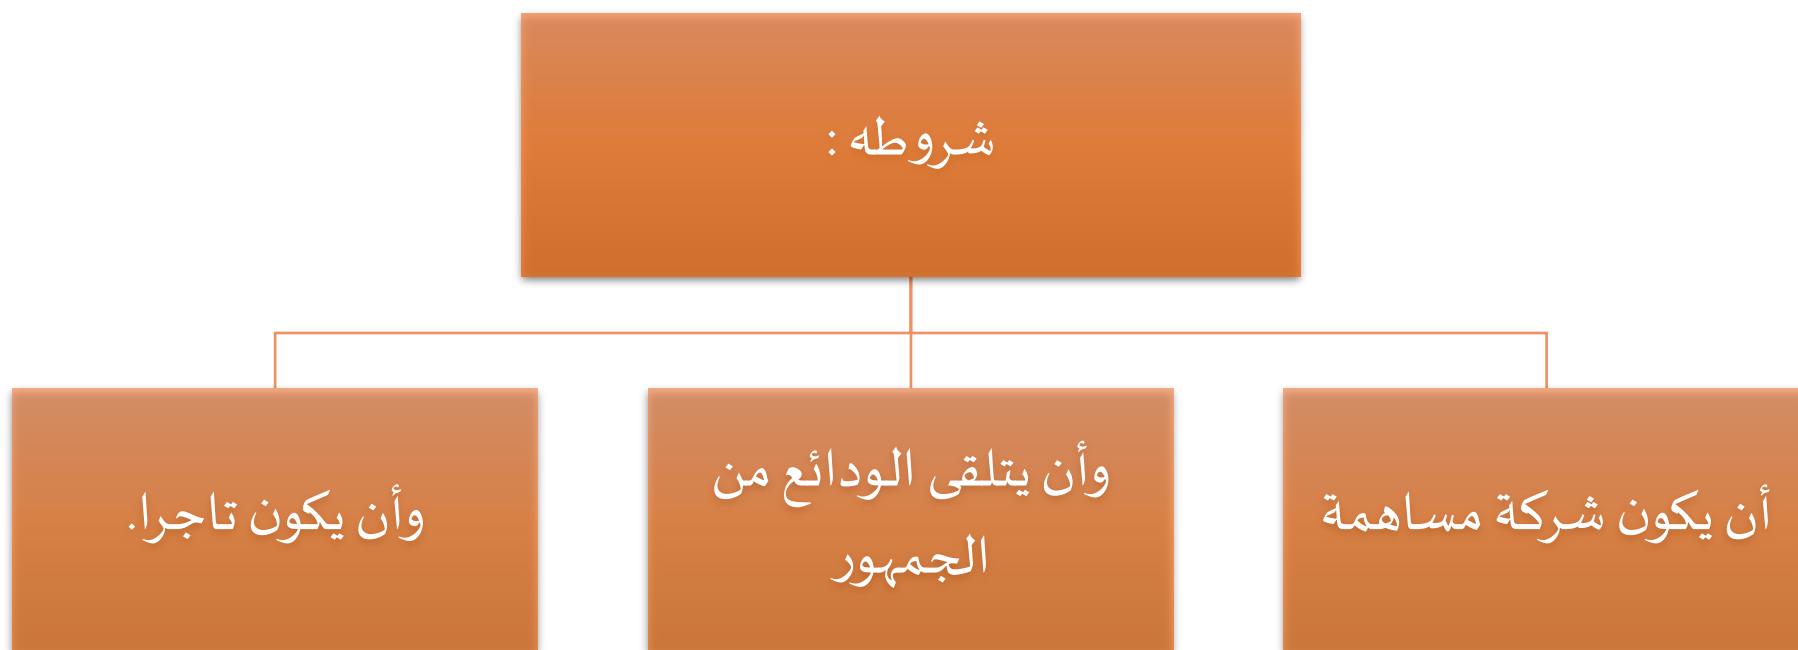 شروطه :
أن يكون شركة مساهمة
وأن يتلقى الودائع من
الجمهور
وأن يكون تاجرا.